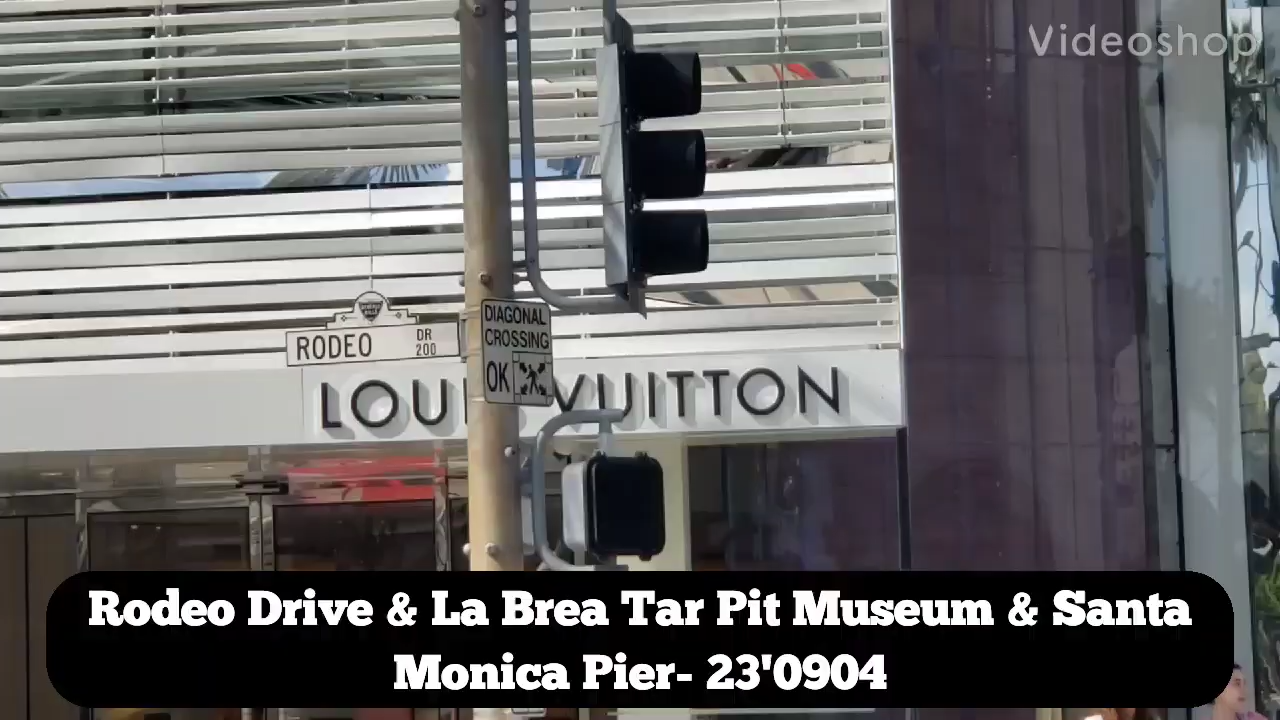 Videoshop
DIAGONAL
CROSSING
OK
RODEO DR
200
LOUIS VUITTON
Rodeo Drive & La Brea Tar Pit Museum & Santa
Monica Pier- 23'0904